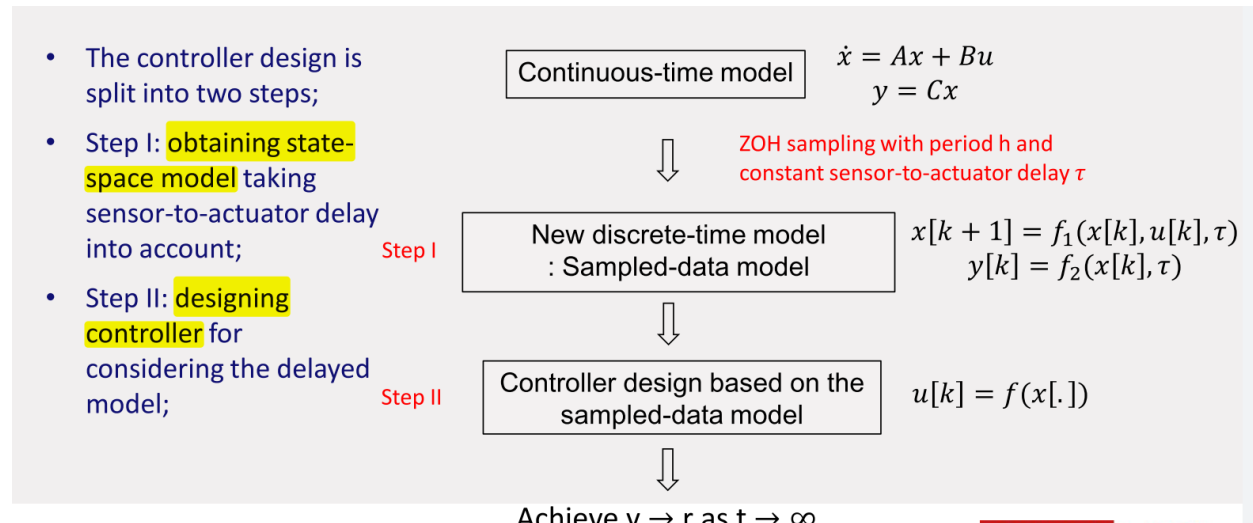 • The controller design is
split into two steps;
• Step I: obtaining state-
space model taking
sensor-to-actuator delay
into account;
• Step II: designing
controller for
considering the delayed
model;
Continuous-time model
ẋ = Ax + Bu
y = Cx
ZOH sampling with period h and
constant sensor-to-actuator delay τ
Step I
New discrete-time model
: Sampled-data model
x[k + 1] = f₁(x[k], u[k], τ)
y[k] = f₂(x[k], τ)
Step II
Controller design based on the
sampled-data model
u[k] = f(x[.])
Achieve y → r as t → ∞